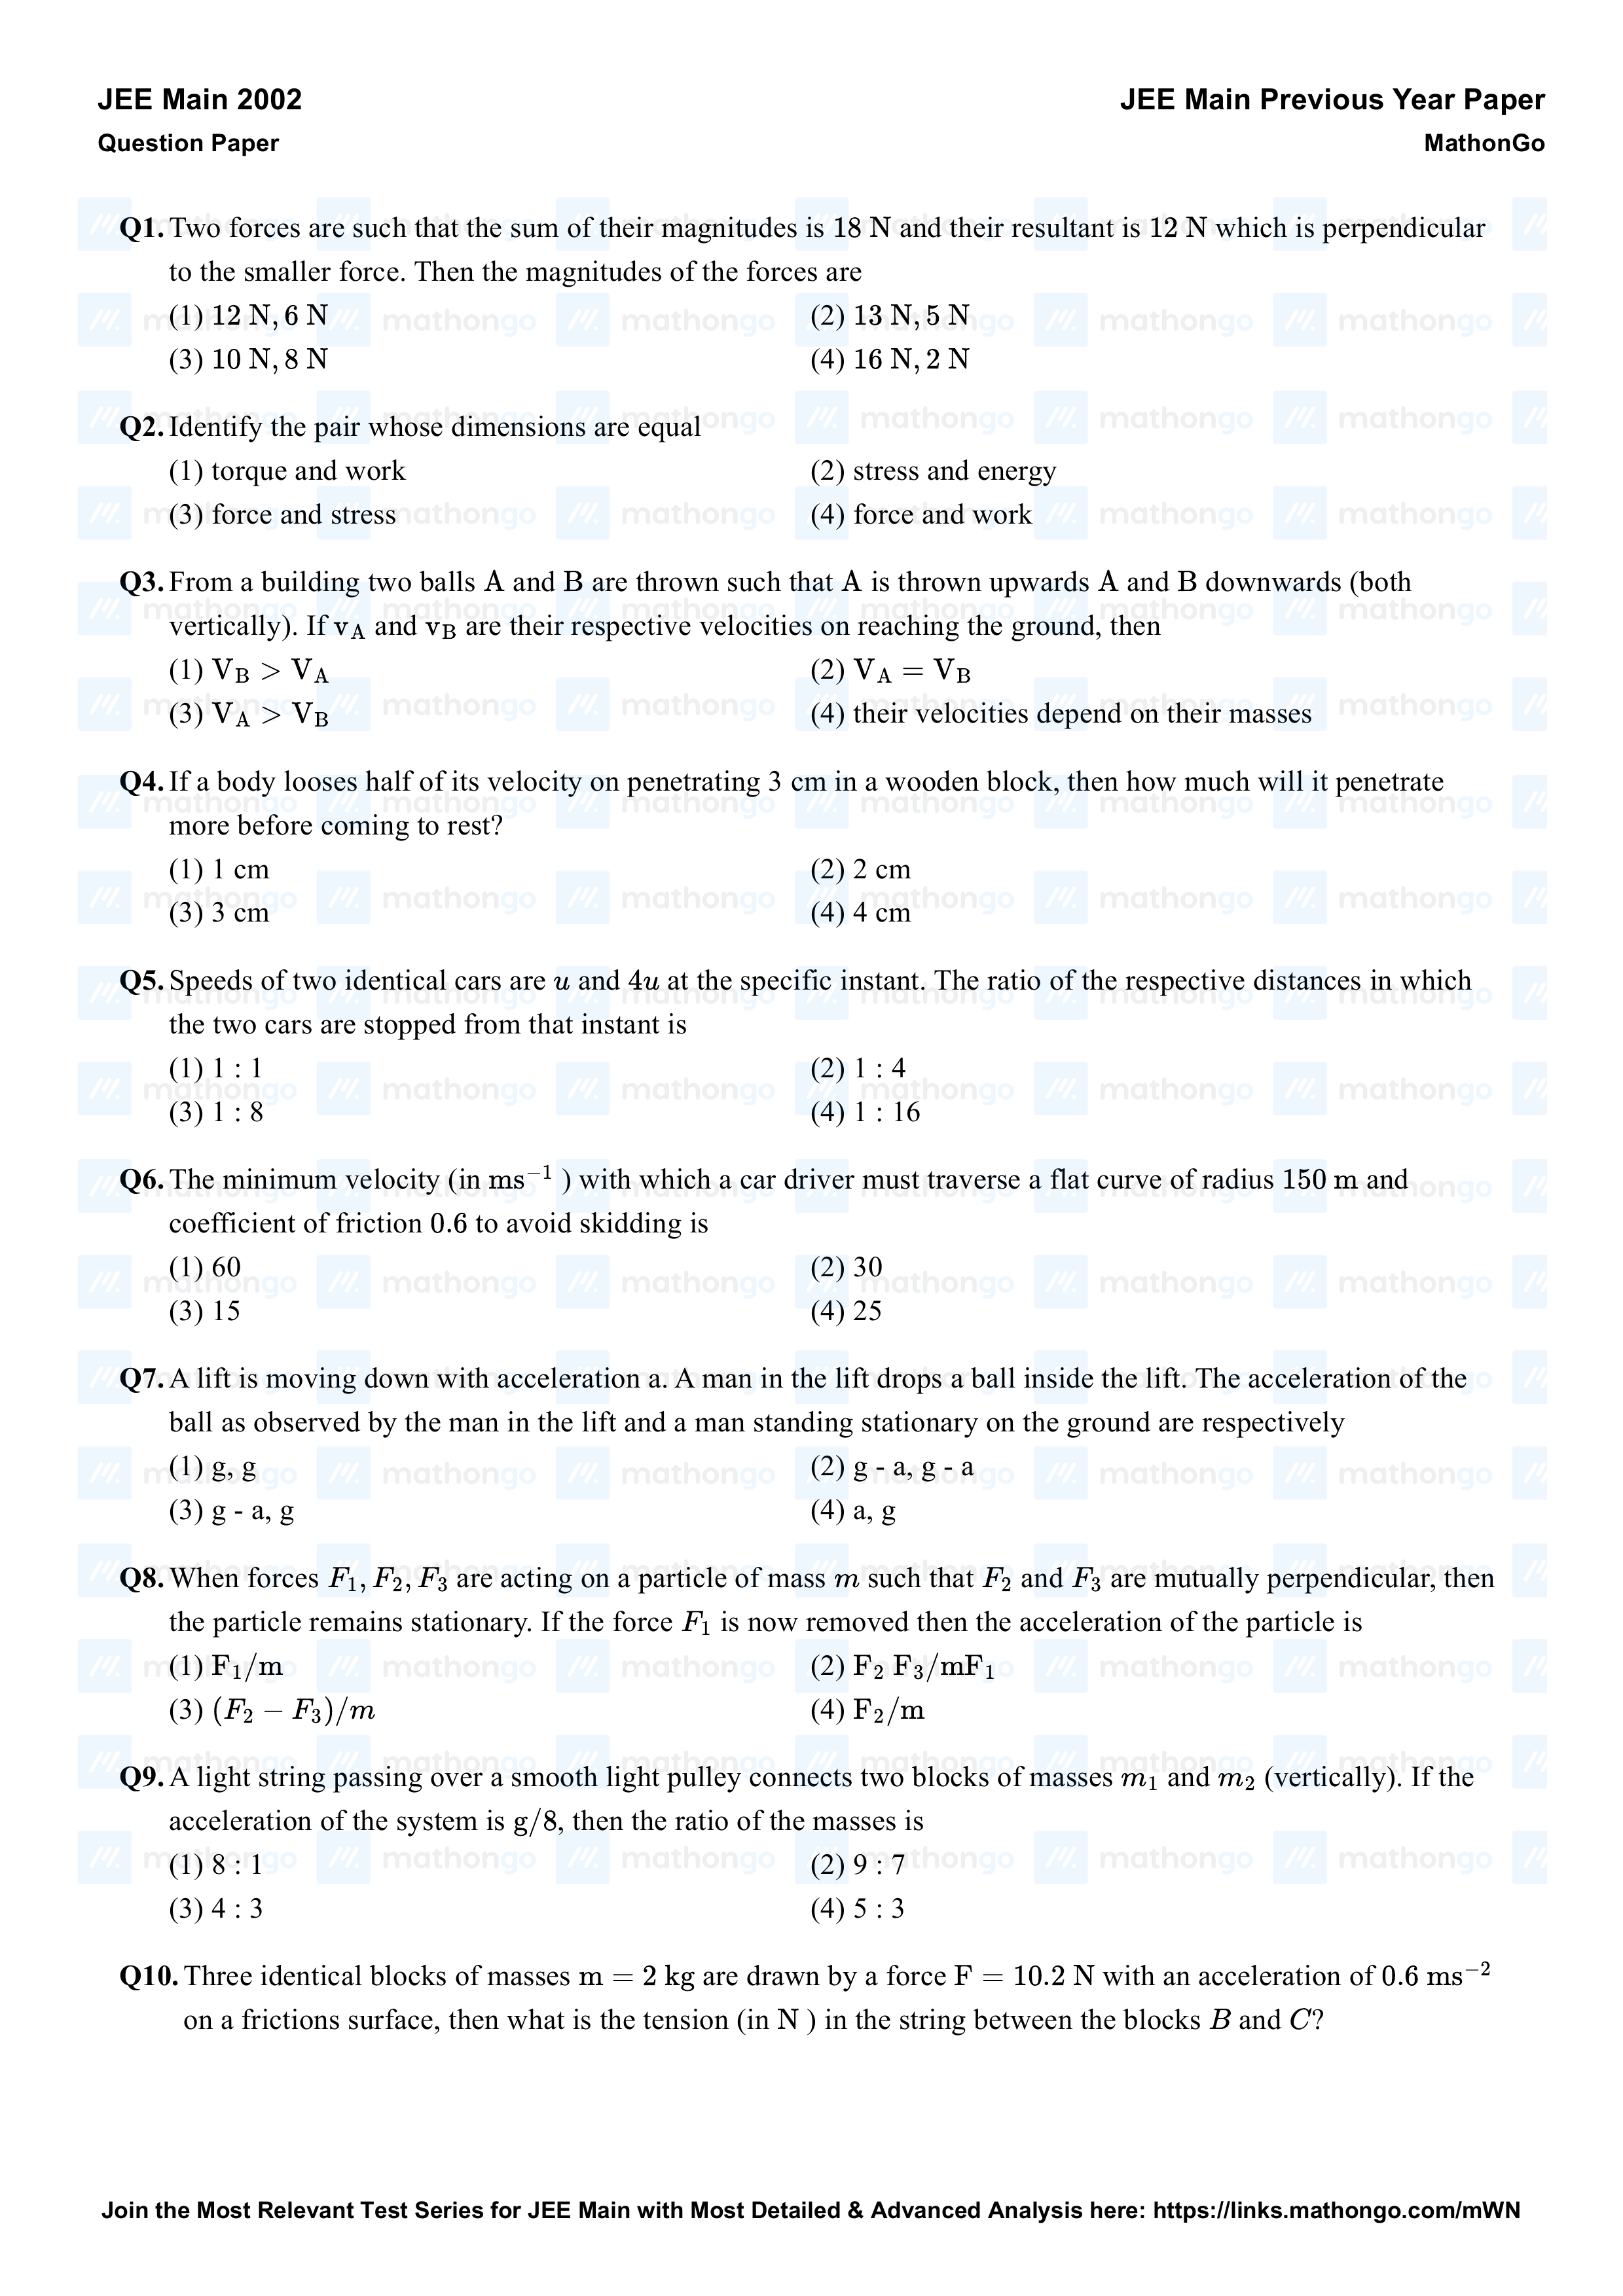 JEE Main 2002
JEE Main Previous Year Paper
Question Paper
MathonGo
Q1. Two forces are such that the sum of their magnitudes is 18 N and their resultant is 12 N which is perpendicular
to the smaller force. Then the magnitudes of the forces are
(1) 12 N, 6 N
(2) 13 N, 5 N
(3) 10 N, 8 N
(4) 16 N, 2 N
Q2. Identify the pair whose dimensions are equal
(1) torque and work
(2) stress and energy
(3) force and stress
(4) force and work
Q3. From a building two balls A and B are thrown such that A is thrown upwards A and B downwards (both
vertically). If v_A and v_B are their respective velocities on reaching the ground, then
(1) V_B > V_A
(2) V_A = V_B
(3) V_A > V_B
(4) their velocities depend on their masses
Q4. If a body looses half of its velocity on penetrating 3 cm in a wooden block, then how much will it penetrate
more before coming to rest?
(1) 1 cm
(2) 2 cm
(3) 3 cm
(4) 4 cm
Q5. Speeds of two identical cars are u and 4u at the specific instant. The ratio of the respective distances in which
the two cars are stopped from that instant is
(1) 1 : 1
(2) 1 : 4
(3) 1 : 8
(4) 1 : 16
Q6. The minimum velocity (in ms⁻¹ ) with which a car driver must traverse a flat curve of radius 150 m and
coefficient of friction 0.6 to avoid skidding is
(1) 60
(2) 30
(3) 15
(4) 25
Q7. A lift is moving down with acceleration a. A man in the lift drops a ball inside the lift. The acceleration of the
ball as observed by the man in the lift and a man standing stationary on the ground are respectively
(1) g, g
(2) g - a, g - a
(3) g - a, g
(4) a, g
Q8. When forces F₁, F₂, F₃ are acting on a particle of mass m such that F₂ and F₃ are mutually perpendicular, then
the particle remains stationary. If the force F₁ is now removed then the acceleration of the particle is
(1) F₁/m
(2) F₂ F₃/mF₁
(3) (F₂ − F₃)/m
(4) F₂/m
Q9. A light string passing over a smooth light pulley connects two blocks of masses m₁ and m₂ (vertically). If the
acceleration of the system is g/8, then the ratio of the masses is
(1) 8 : 1
(2) 9 : 7
(3) 4 : 3
(4) 5 : 3
Q10. Three identical blocks of masses m = 2 kg are drawn by a force F = 10.2 N with an acceleration of 0.6 ms⁻²
on a frictions surface, then what is the tension (in N ) in the string between the blocks B and C?
Join the Most Relevant Test Series for JEE Main with Most Detailed & Advanced Analysis here: https://links.mathongo.com/mWN